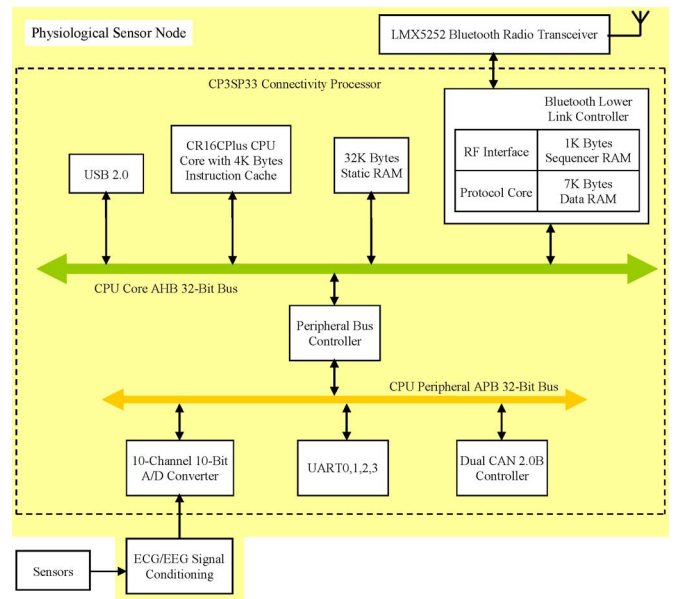 Physiological Sensor Node
LMX5252 Bluetooth Radio Transceiver
CP3SP33 Connectivity Processor
Bluetooth Lower
Link Controller
RF Interface
1K Bytes
Sequencer RAM
Protocol Core
7K Bytes
Data RAM
USB 2.0
CR16CPlus CPU
Core with 4K Bytes
Instruction Cache
32K Bytes
Static RAM
CPU Core AHB 32-Bit Bus
Peripheral Bus
Controller
CPU Peripheral APB 32-Bit Bus
10-Channel 10-Bit
A/D Converter
UART0,1,2,3
Dual CAN 2.0B
Controller
Sensors
ECG/EEG Signal
Conditioning